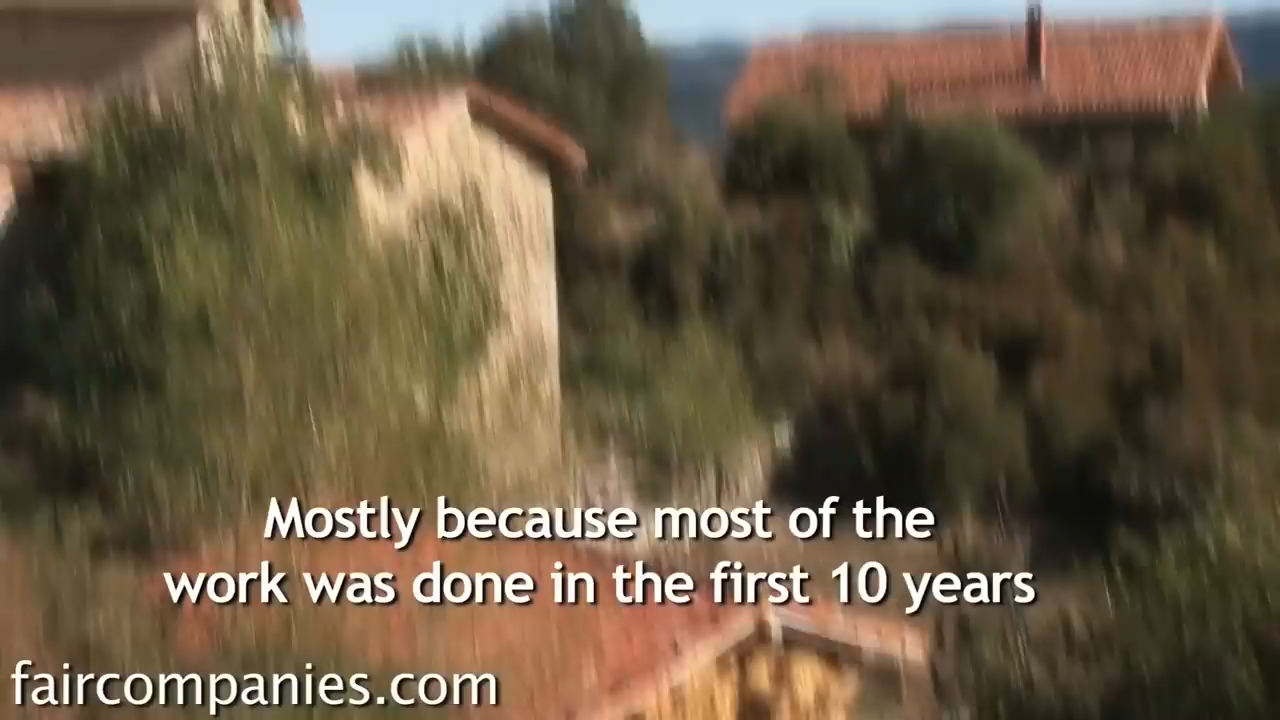 Mostly because most of the
work was done in the first 10 years
faircompanies.com